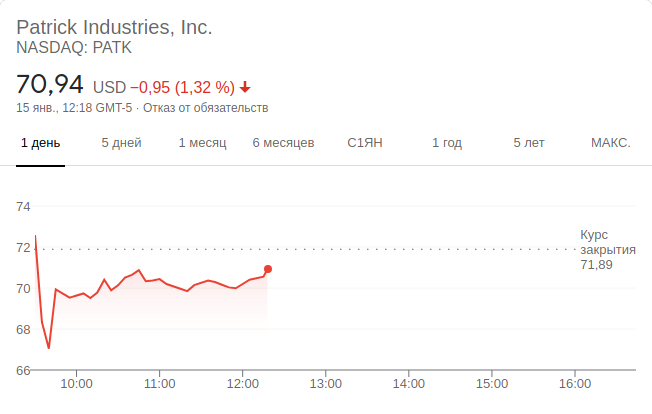 Patrick Industries, Inc.
NASDAQ: PATK
70,94 USD −0,95 (1,32 %)
15 янв., 12:18 GMT-5 · Отказ от обязательств
1 день 5 дней 1 месяц 6 месяцев С1ЯН 1 год 5 лет МАКС.
74
72
70
68
66
Курс
закрытия
71,89
10:00 11:00 12:00 13:00 14:00 15:00 16:00